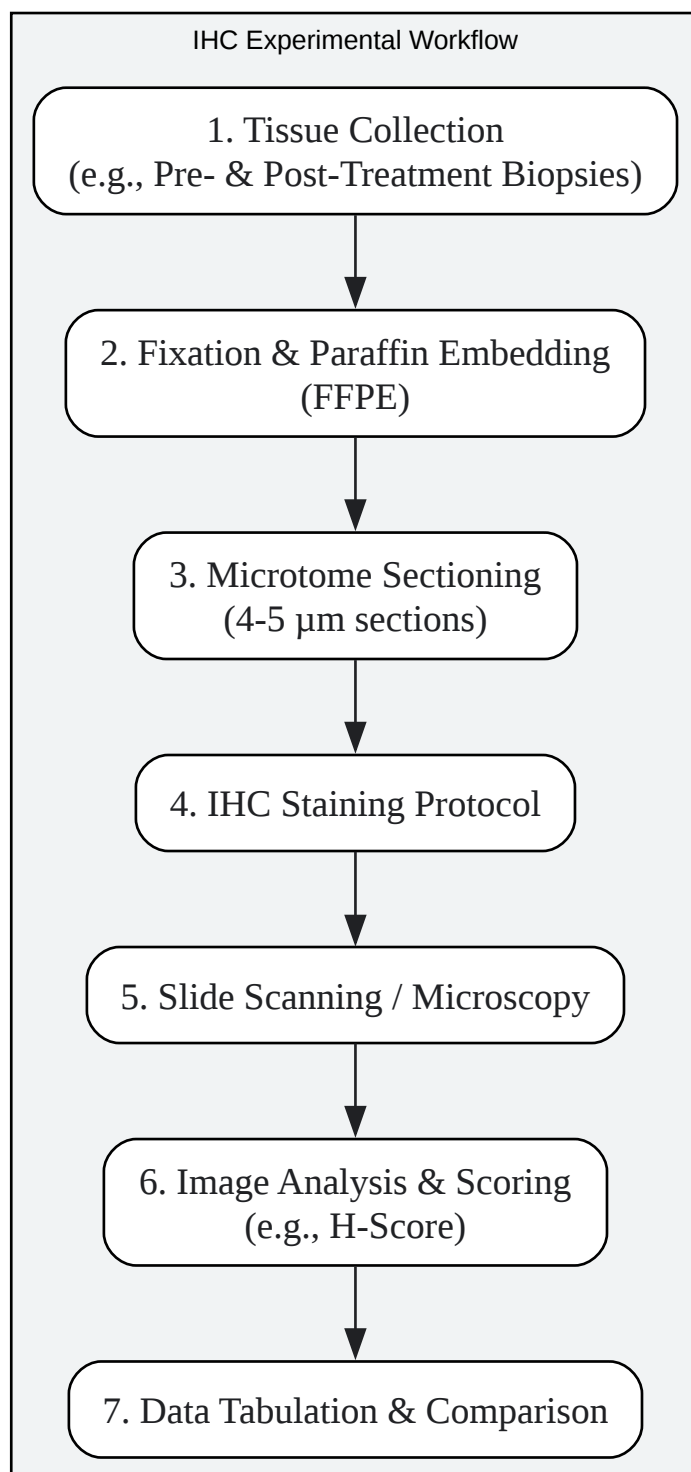 IHC Experimental Workflow
1. Tissue Collection
(e.g., Pre- & Post-Treatment Biopsies)
2. Fixation & Paraffin Embedding
(FFPE)
3. Microtome Sectioning
(4-5 µm sections)
4. IHC Staining Protocol
5. Slide Scanning / Microscopy
6. Image Analysis & Scoring
(e.g., H-Score)
7. Data Tabulation & Comparison